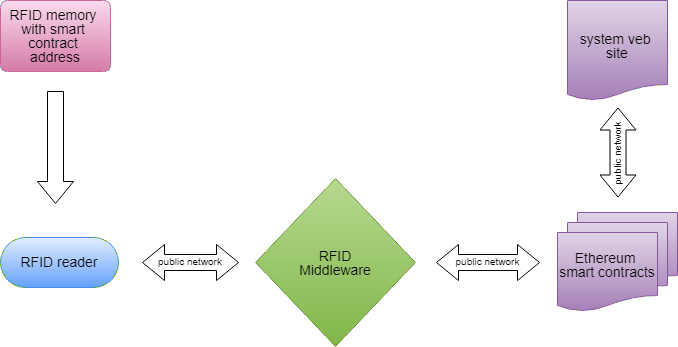 RFID memory
with smart
contract
address
system veb
site
public network
RFID reader
public network
RFID
Middleware
public network
Ethereum
smart contracts